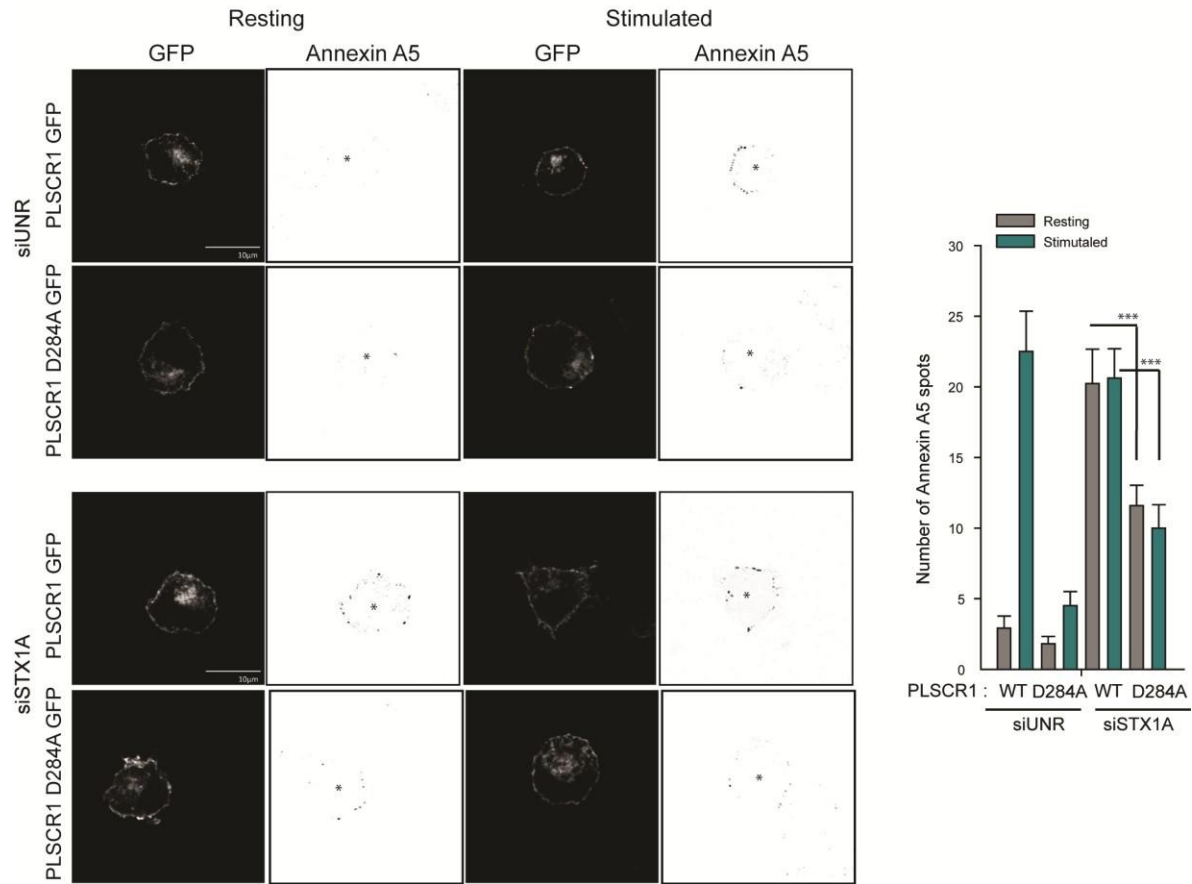 Resting
Stimulated
GFP
Annexin A5
GFP
Annexin A5
siUNR
PLSCR1 GFP
*
*
10µm
PLSCR1 D284A GFP
*
*
siSTX1A
PLSCR1 GFP
*
*
10µm
PLSCR1 D284A GFP
*
*
Resting
Stimutaled
Number of Annexin A5 spots
30
25
20
15
10
5
0
***
***
PLSCR1 : WT D284A WT D284A
siUNR siSTX1A